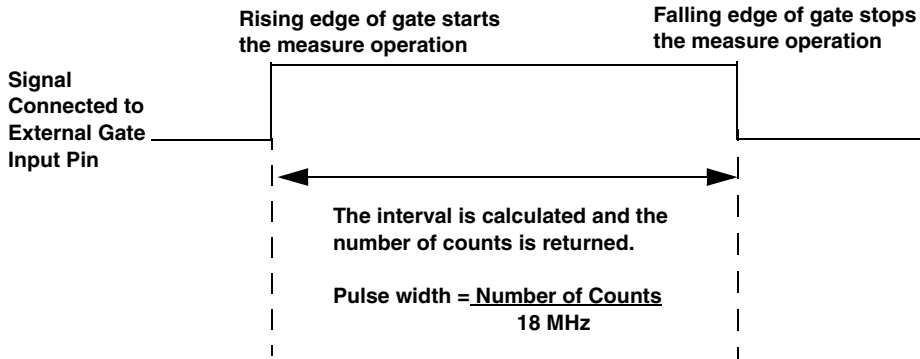 Rising edge of gate starts
the measure operation
Falling edge of gate stops
the measure operation
Signal
Connected to
External Gate
Input Pin
The interval is calculated and the
number of counts is returned.
Pulse width = Number of Counts
18 MHz